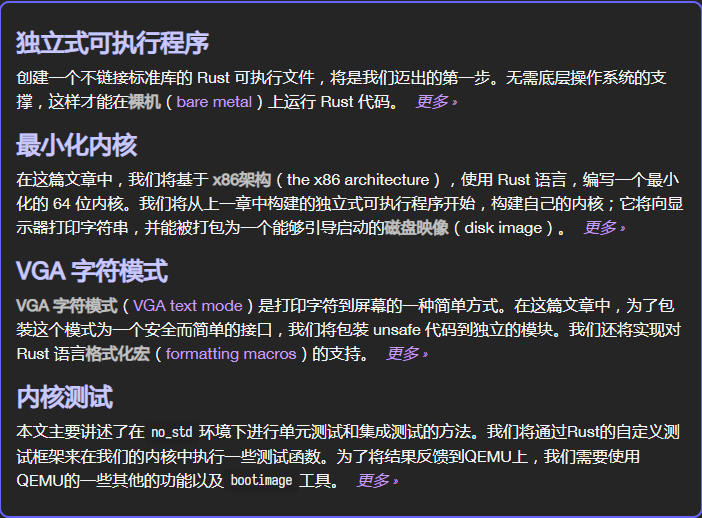 独立式可执行程序
创建一个不链接标准库的 Rust 可执行文件，将是我们迈出的第一步。无需底层操作系统的支
撑，这样才能在裸机（bare metal）上运行 Rust 代码。 更多 »
最小化内核
在这篇文章中，我们将基于 x86架构（the x86 architecture），使用 Rust 语言，编写一个最小
化的 64 位内核。我们将从上一章中构建的独立式可执行程序开始，构建自己的内核；它将向显
示器打印字符串，并能被打包为一个能够引导启动的磁盘映像（disk image）。 更多 »
VGA 字符模式
VGA 字符模式（VGA text mode）是打印字符到屏幕的一种简单方式。在这篇文章中，为了包
装这个模式为一个安全而简单的接口，我们将包装 unsafe 代码到独立的模块。我们还将实现对
Rust 语言格式化宏（formatting macros）的支持。 更多 »
内核测试
本文主要讲述了在 no_std 环境下进行单元测试和集成测试的方法。我们将通过Rust的自定义测
试框架来在我们的内核中执行一些测试函数。为了将结果反馈到QEMU上，我们需要使用
QEMU的一些其他的功能以及 bootimage 工具。 更多 »